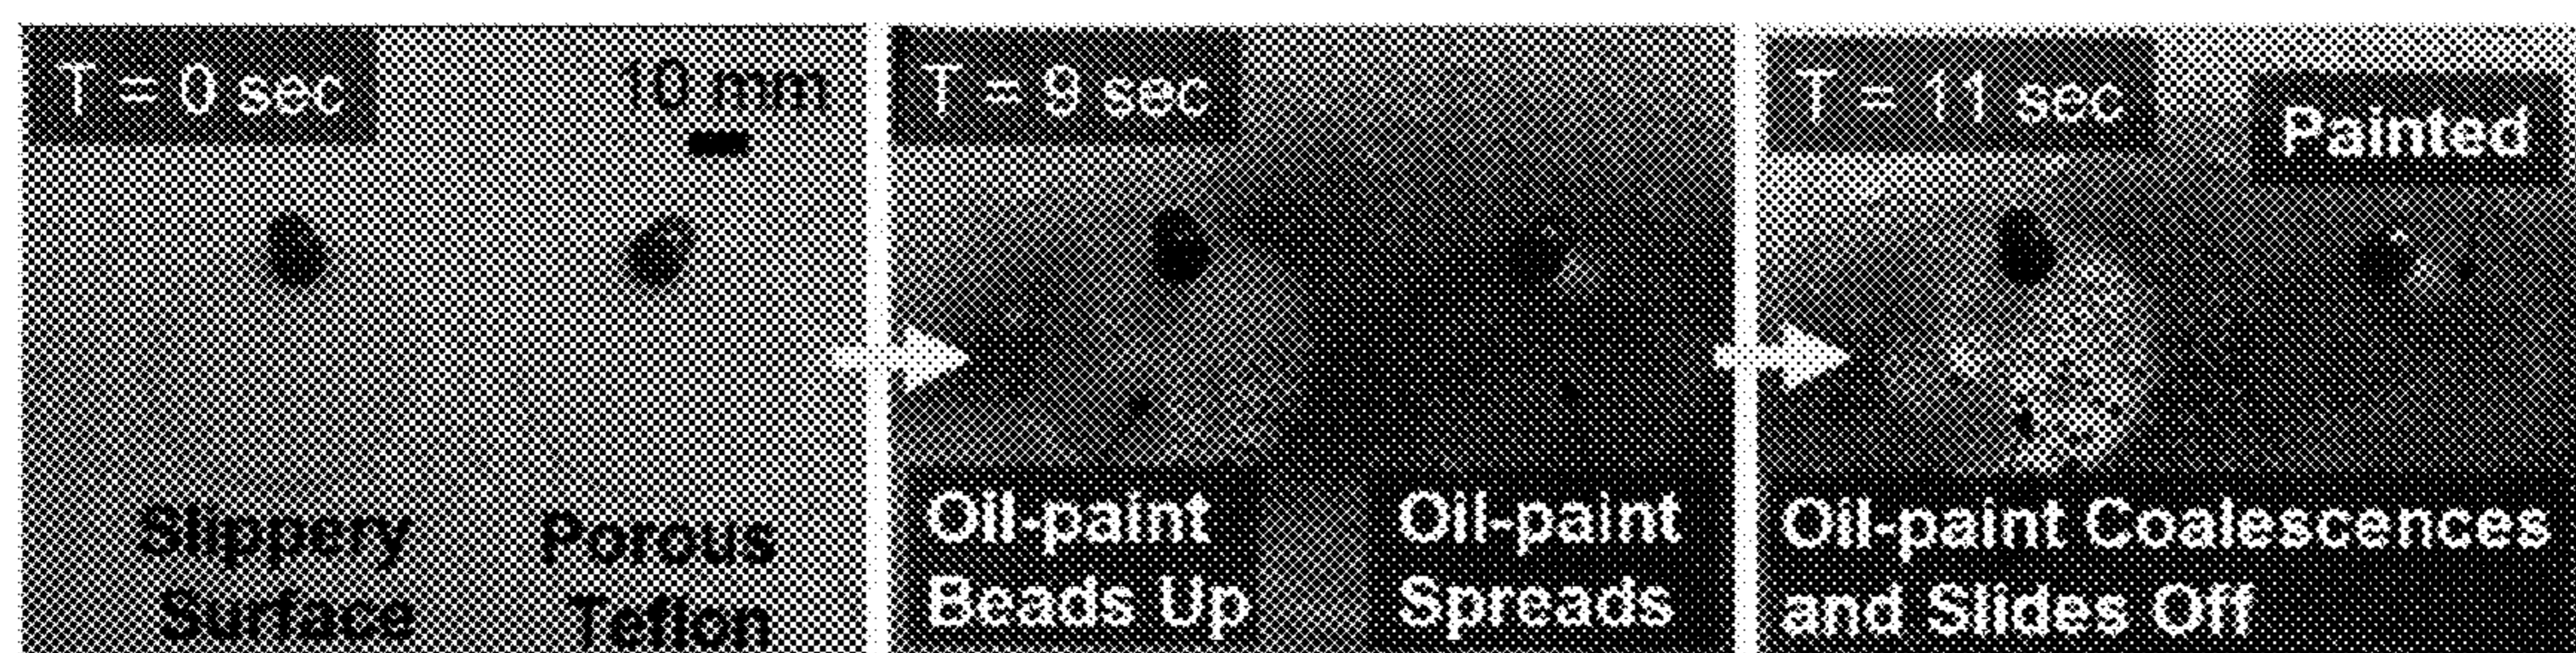 T = 0 sec
10 mm
Slippery
Surface
Porous
Teflon
T = 9 sec
Oil-paint
Beads Up
Oil-paint
Spreads
T = 11 sec
Painted
Oil-paint Coalescences
and Slides Off